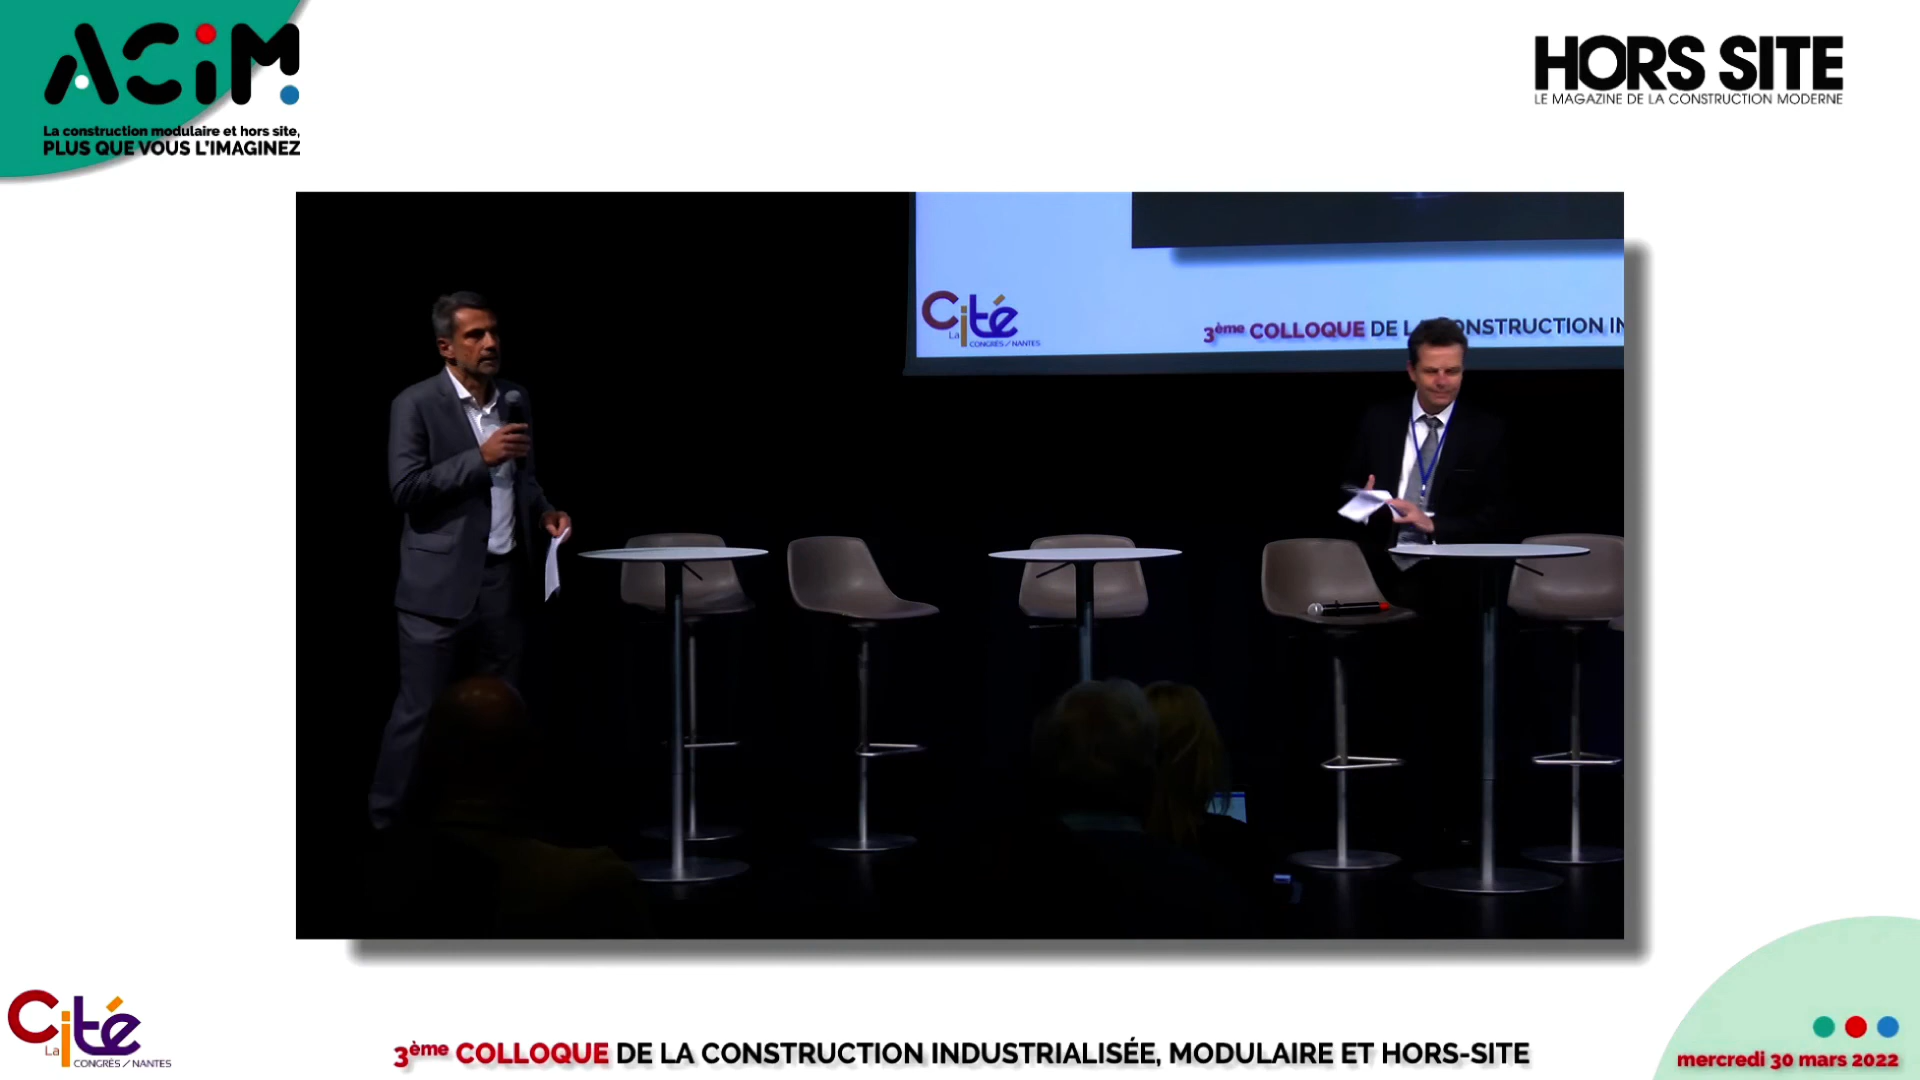 ACiM
La construction modulaire et hors site,
PLUS QUE VOUS L'IMAGINEZ
HORS SITE
LE MAGAZINE DE LA CONSTRUCTION MODERNE
La Cité
CONGRÈS / NANTES
3ème COLLOQUE DE LA CONSTRUCTION IN
La Cité
CONGRÈS / NANTES
3ème COLLOQUE DE LA CONSTRUCTION INDUSTRIALISÉE, MODULAIRE ET HORS-SITE
mercredi 30 mars 2022